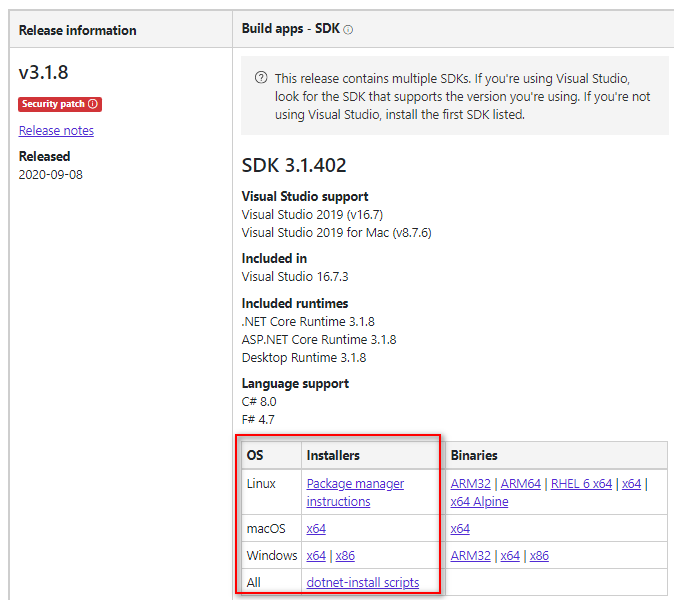 Release information
Build apps - SDK
v3.1.8
Security patch
Release notes
Released
2020-09-08
This release contains multiple SDKs. If you're using Visual Studio,
look for the SDK that supports the version you're using. If you're not
using Visual Studio, install the first SDK listed.
SDK 3.1.402
Visual Studio support
Visual Studio 2019 (v16.7)
Visual Studio 2019 for Mac (v8.7.6)
Included in
Visual Studio 16.7.3
Included runtimes
.NET Core Runtime 3.1.8
ASP.NET Core Runtime 3.1.8
Desktop Runtime 3.1.8
Language support
C# 8.0
F# 4.7
OS Installers Binaries
Linux Package manager instructions ARM32 | ARM64 | RHEL 6 x64 | x64 | x64 Alpine
macOS x64 x64
Windows x64 | x86 ARM32 | x64 | x86
All dotnet-install scripts